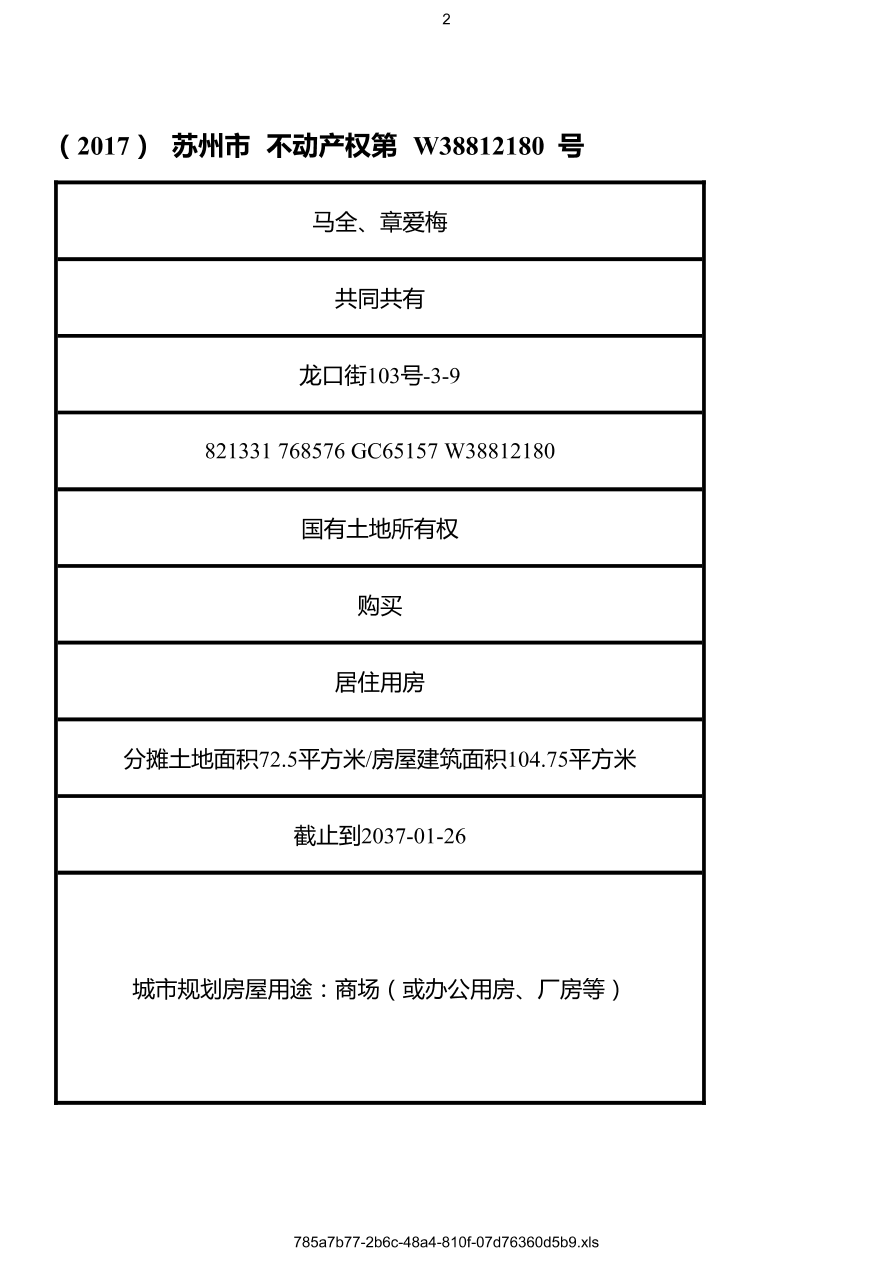 2
（2017） 苏州市 不动产权第 W38812180 号
马全、章爱梅
共同共有
龙口街103号-3-9
821331 768576 GC65157 W38812180
国有土地所有权
购买
居住用房
分摊土地面积72.5平方米/房屋建筑面积104.75平方米
截止到2037-01-26
城市规划房屋用途：商场（或办公用房、厂房等）
785a7b77-2b6c-48a4-810f-07d76360d5b9.xls